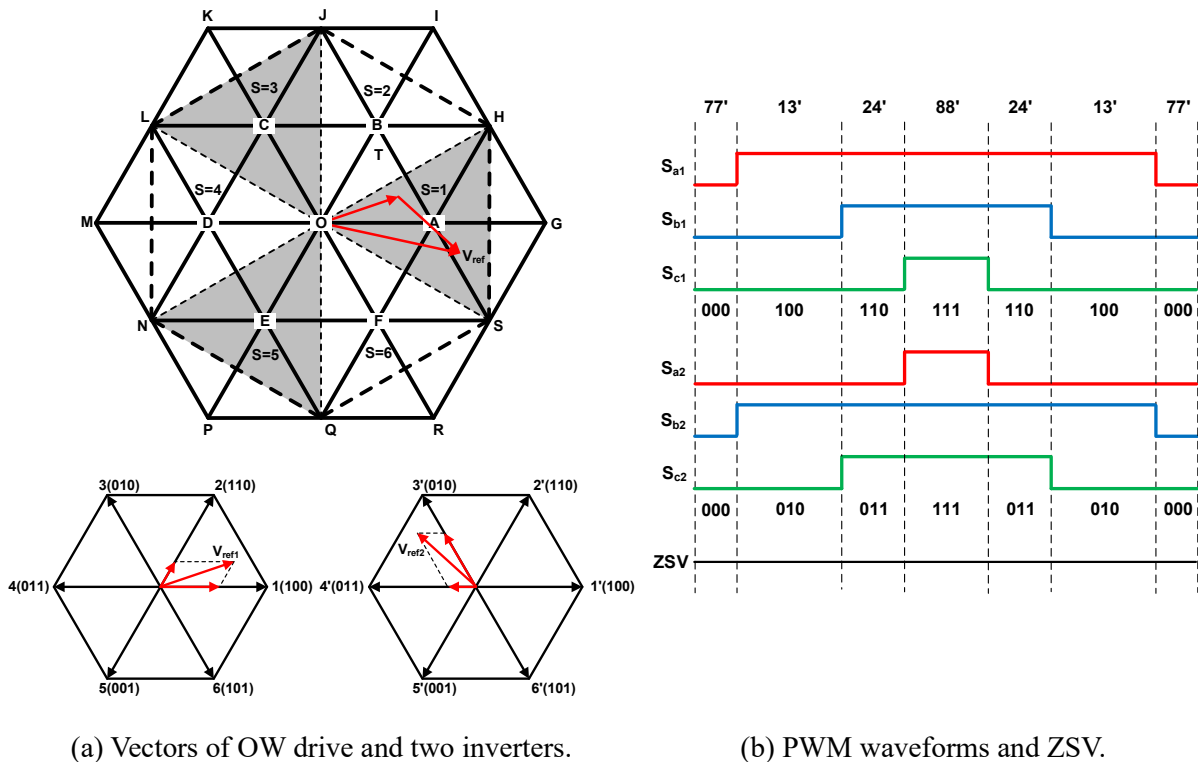 K J I
S=3 S=2
L C B H
T
S=4 S=1
M D O A G
Vref
N E F S
S=5 S=6
P Q R
3(010) 2(110)
Vref1
4(011) 1(100)
5(001) 6(101)
3'(010) 2'(110)
Vref2
4'(011) 1'(100)
5'(001) 6'(101)
(a) Vectors of OW drive and two inverters.
77' 13' 24' 88' 24' 13' 77'
Sa1
Sb1
Sc1
000 100 110 111 110 100 000
Sa2
Sb2
Sc2
000 010 011 111 011 010 000
ZSV
(b) PWM waveforms and ZSV.